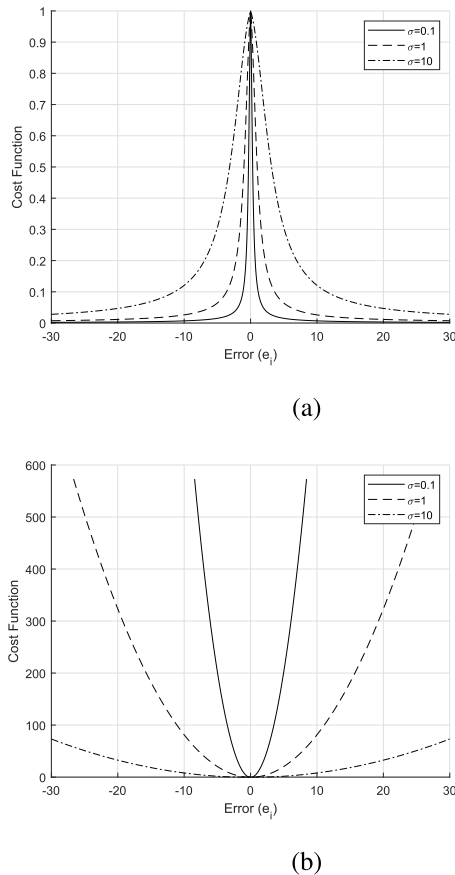 1
0.9
0.8
0.7
0.6
0.5
0.4
0.3
0.2
0.1
0
Cost Function
σ=0.1
σ=1
σ=10
-30 -20 -10 0 10 20 30
Error (e_i)
(a)
600
500
400
300
200
100
0
Cost Function
σ=0.1
σ=1
σ=10
-30 -20 -10 0 10 20 30
Error (e_i)
(b)